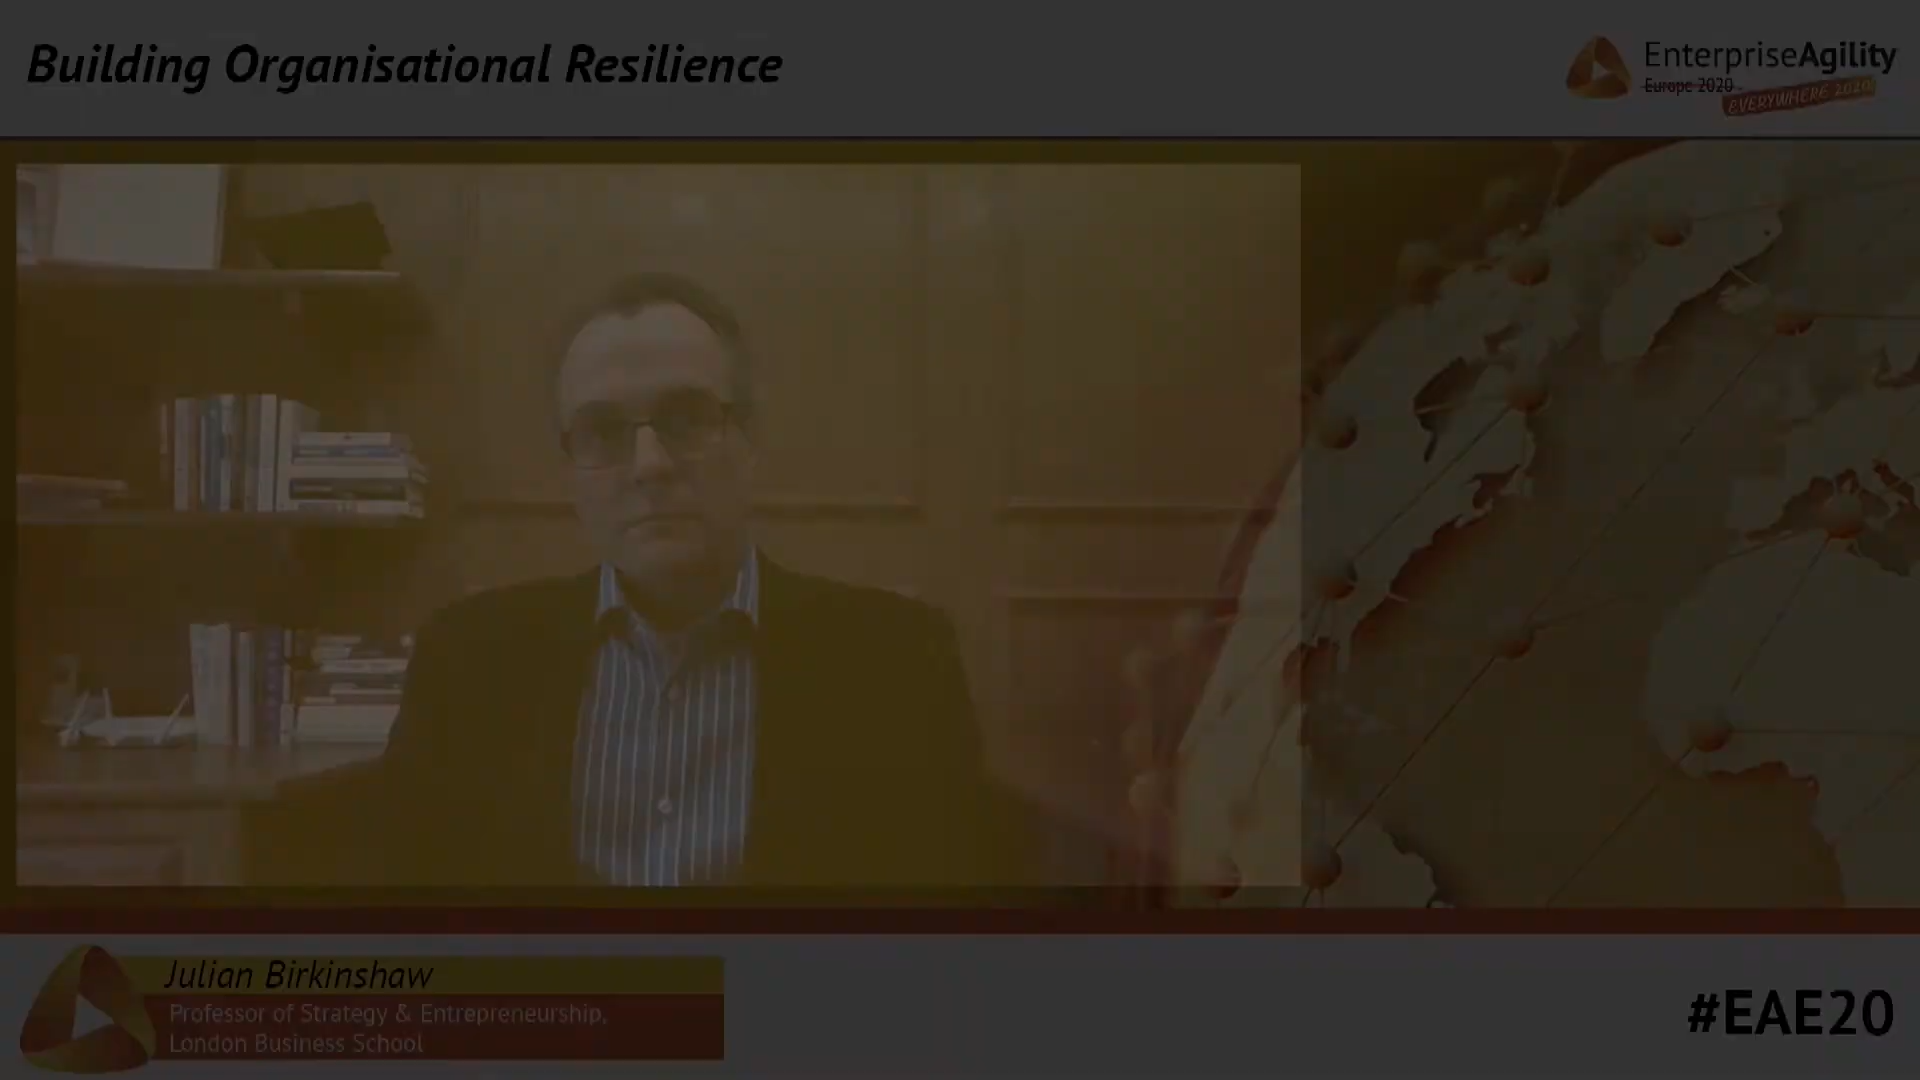 Building Organisational Resilience
EnterpriseAgility
Europe 2020
EVERYWHERE 2020
Julian Birkinshaw
Professor of Strategy & Entrepreneurship,
London Business School
#EAE20